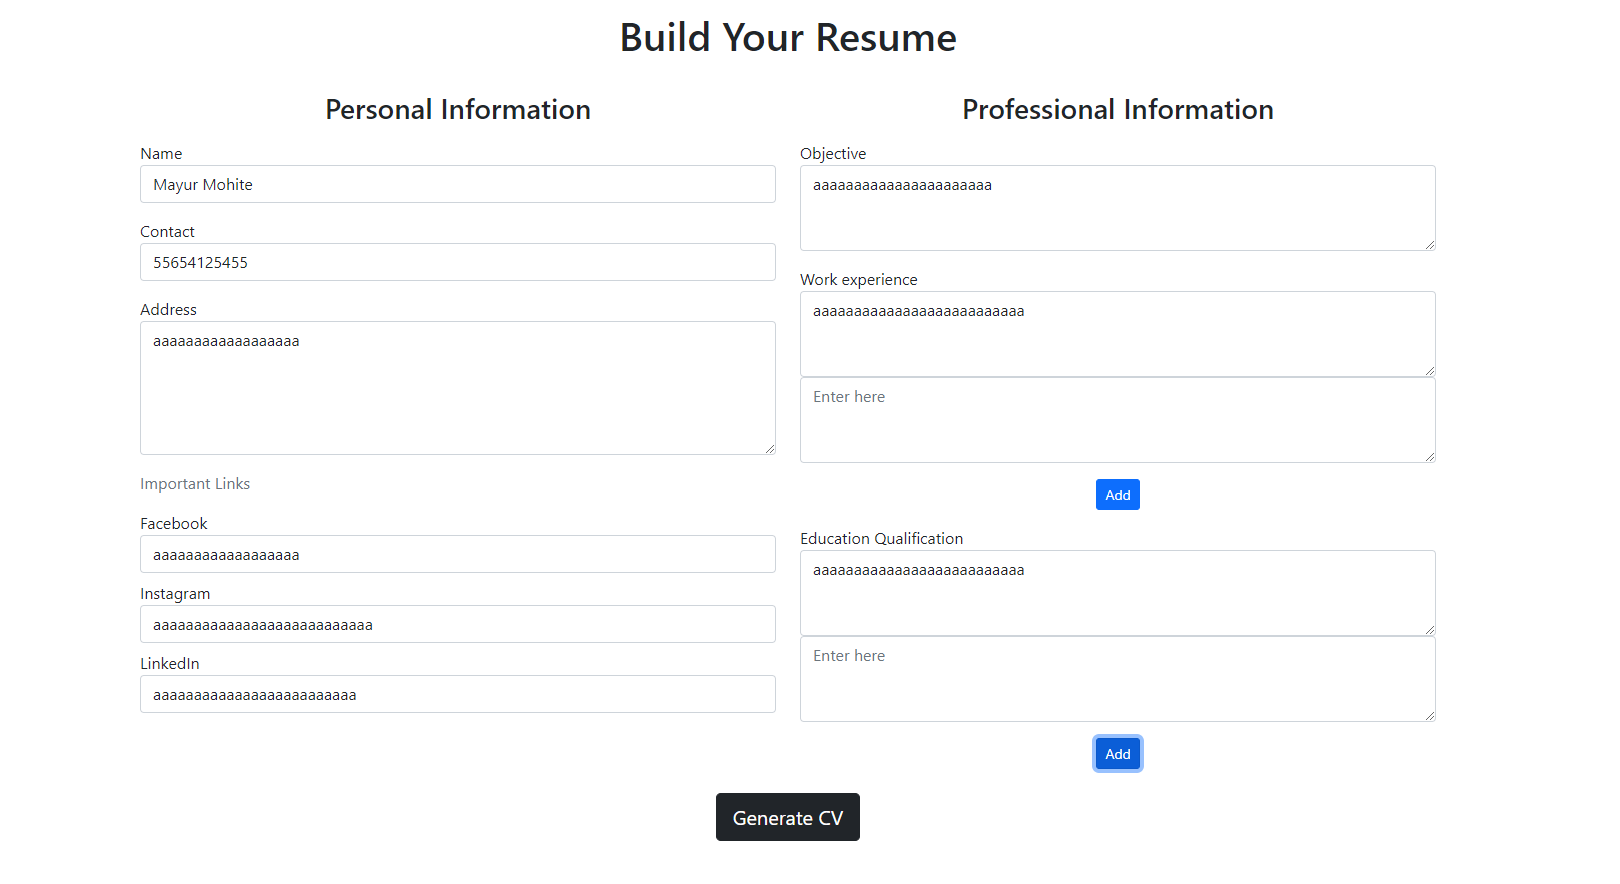 Build Your Resume
Personal Information
Name
Mayur Mohite
Contact
55654125455
Address
aaaaaaaaaaaaaaaaaa
Important Links
Facebook
aaaaaaaaaaaaaaaaaa
Instagram
aaaaaaaaaaaaaaaaaaaaaaaaaaa
LinkedIn
aaaaaaaaaaaaaaaaaaaaaaaaa
Professional Information
Objective
aaaaaaaaaaaaaaaaaaaaaa
Work experience
aaaaaaaaaaaaaaaaaaaaaaaaaa
Enter here
Add
Education Qualification
aaaaaaaaaaaaaaaaaaaaaaaaaa
Enter here
Add
Generate CV